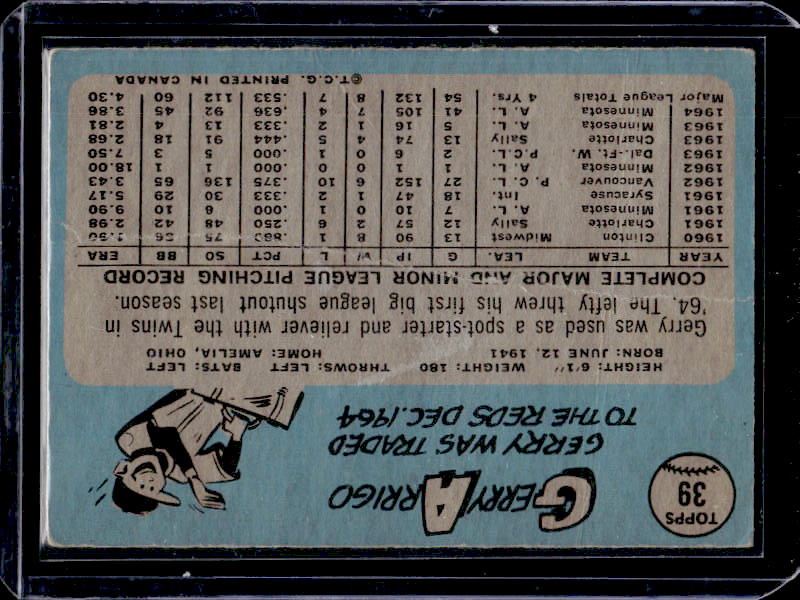 TOPPS
39
GERRY ARRIGO
GERRY WAS TRADED
TO THE REDS DEC. 1964
HEIGHT: 6'1" WEIGHT: 180 THROWS: LEFT BATS: LEFT
BORN: JUNE 12, 1941 HOME: AMELIA, OHIO
Gerry was used as a spot-starter and reliever with the Twins in
'64. The lefty threw his first big league shutout last season.
COMPLETE MAJOR AND MINOR LEAGUE PITCHING RECORD
YEAR TEAM LEA. G IP W L PCT SO BB ERA
1960 Clinton Midwest 13 90 8 1 75 56
1961 Charlotte Sally 12 57 2 6 .250 48 42 2.98
1961 Minnesota A. L. 7 10 0 1 .000 6 10 9.90
1961 Syracuse Int. 18 47 1 2 .333 30 29 5.17
1962 Vancouver P. C. L. 27 152 6 10 .375 136 65 3.43
1962 Minnesota A. L. 1 1 0 0 .000 1 1 18.00
1963 Dal.-Ft. W. P.C.L. 2 6 0 1 .000 5 3 7.50
1963 Charlotte Sally 13 74 4 5 .444 91 18 2.68
1963 Minnesota A. L. 5 16 1 2 .333 13 4 2.81
1964 Minnesota A. L. 41 105 7 4 .636 92 45 3.86
Major League Totals 4 Yrs. 54 132 8 7 .533 112 60 4.30
©T.C.G. PRINTED IN CANADA